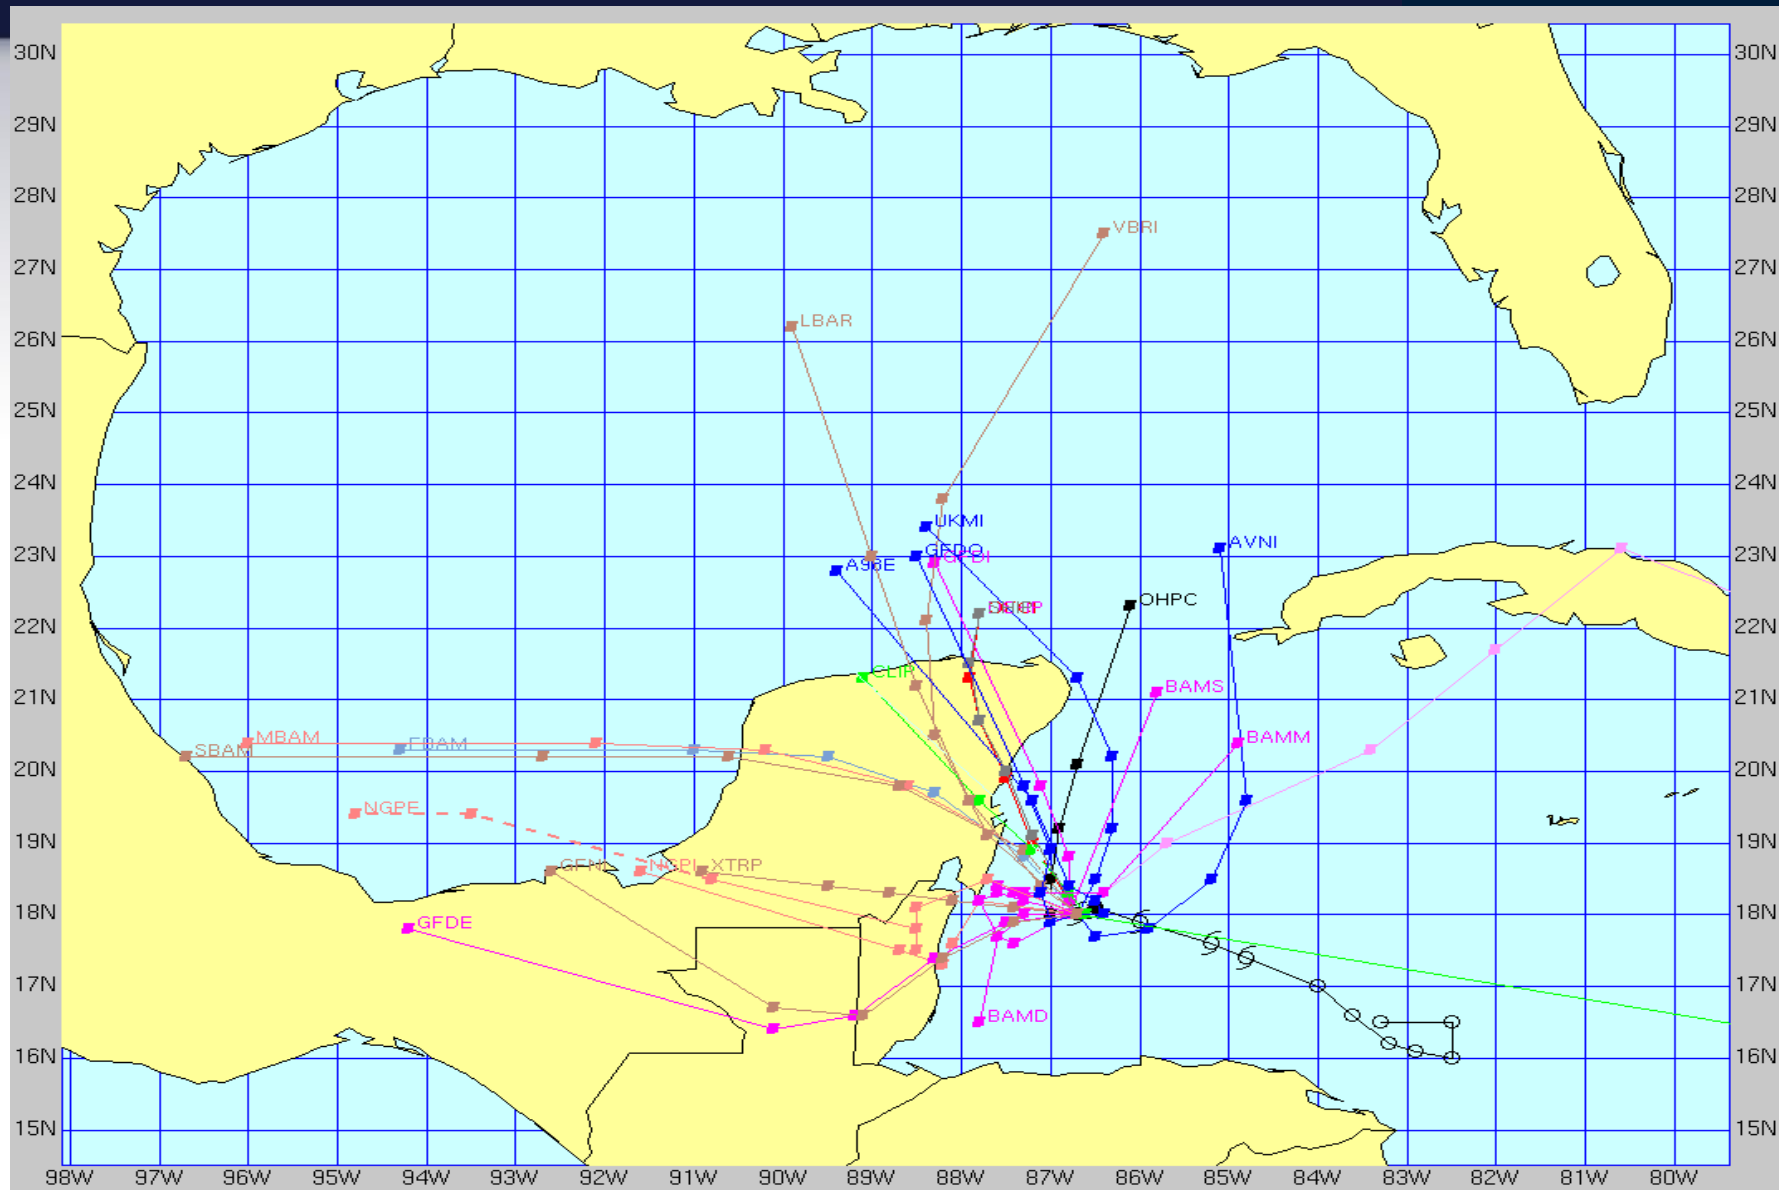 30N 30N
29N 29N
28N 28N
VBRI
27N 27N
LBAR
26N 26N
25N 25N
24N 24N
UKMI
AVNI
GFDO
23N 23N
A98E
OHPC
22N 22N
CLIP
BAMS
21N 21N
MBAM
BAMM
FBAM
SBAM
20N 20N
NGPE
19N 19N
NGPI
XTRP
GFNI
18N 18N
GFDE
17N 17N
BAMD
16N 16N
15N 15N
98W 97W 96W 95W 94W 93W 92W 91W 90W 89W 88W 87W 86W 85W 84W 83W 82W 81W 80W